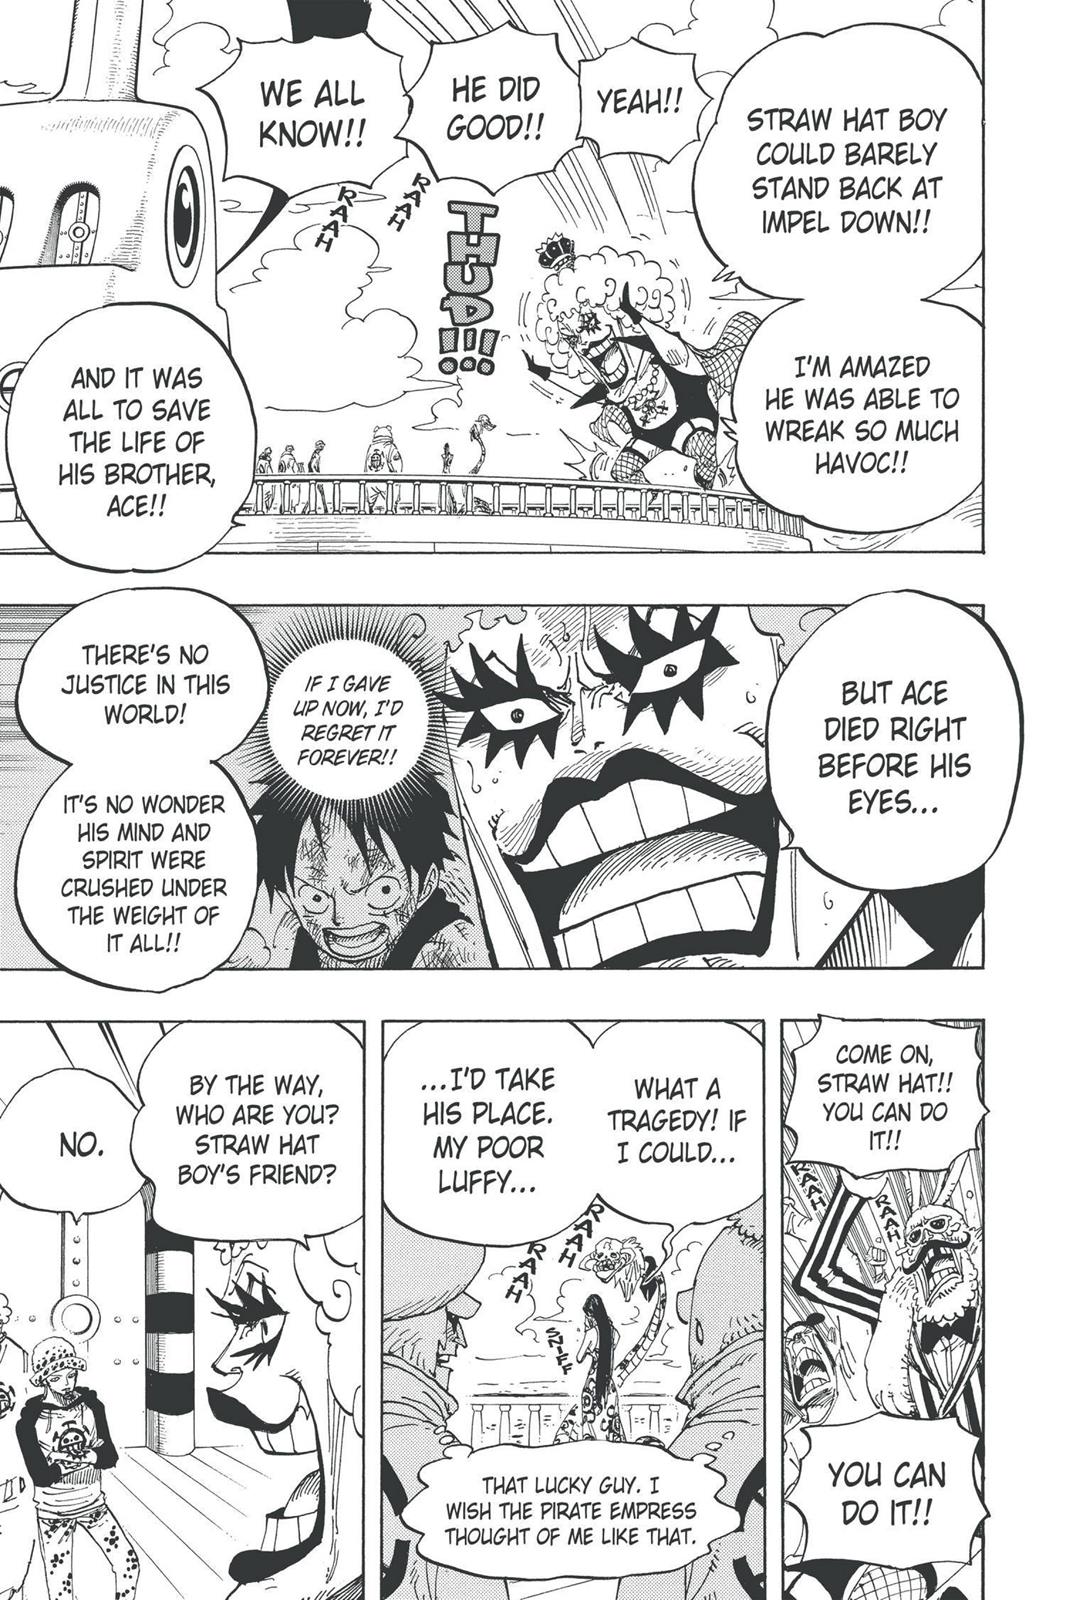 STRAW HAT BOY
COULD BARELY
STAND BACK AT
IMPEL DOWN!!
I'M AMAZED
HE WAS ABLE TO
WREAK SO MUCH
HAVOC!!
YEAH!!
HE DID
GOOD!!
WE ALL
KNOW!!
RAAH
RAAH
THUD!!!
AND IT WAS
ALL TO SAVE
THE LIFE OF
HIS BROTHER,
ACE!!
BUT ACE
DIED RIGHT
BEFORE HIS
EYES...
IF I GAVE
UP NOW, I'D
REGRET IT
FOREVER!!
THERE'S NO
JUSTICE IN THIS
WORLD!
IT'S NO WONDER
HIS MIND AND
SPIRIT WERE
CRUSHED UNDER
THE WEIGHT OF
IT ALL!!
COME ON,
STRAW HAT!!
YOU CAN DO
IT!!
RAAH
RAAH
YOU CAN
DO IT!!
WHAT A
TRAGEDY! IF
I COULD...
...I'D TAKE
HIS PLACE.
MY POOR
LUFFY...
RAAH
RAAH
SNIFF
THAT LUCKY GUY. I
WISH THE PIRATE EMPRESS
THOUGHT OF ME LIKE THAT.
BY THE WAY,
WHO ARE YOU?
STRAW HAT
BOY'S FRIEND?
NO.